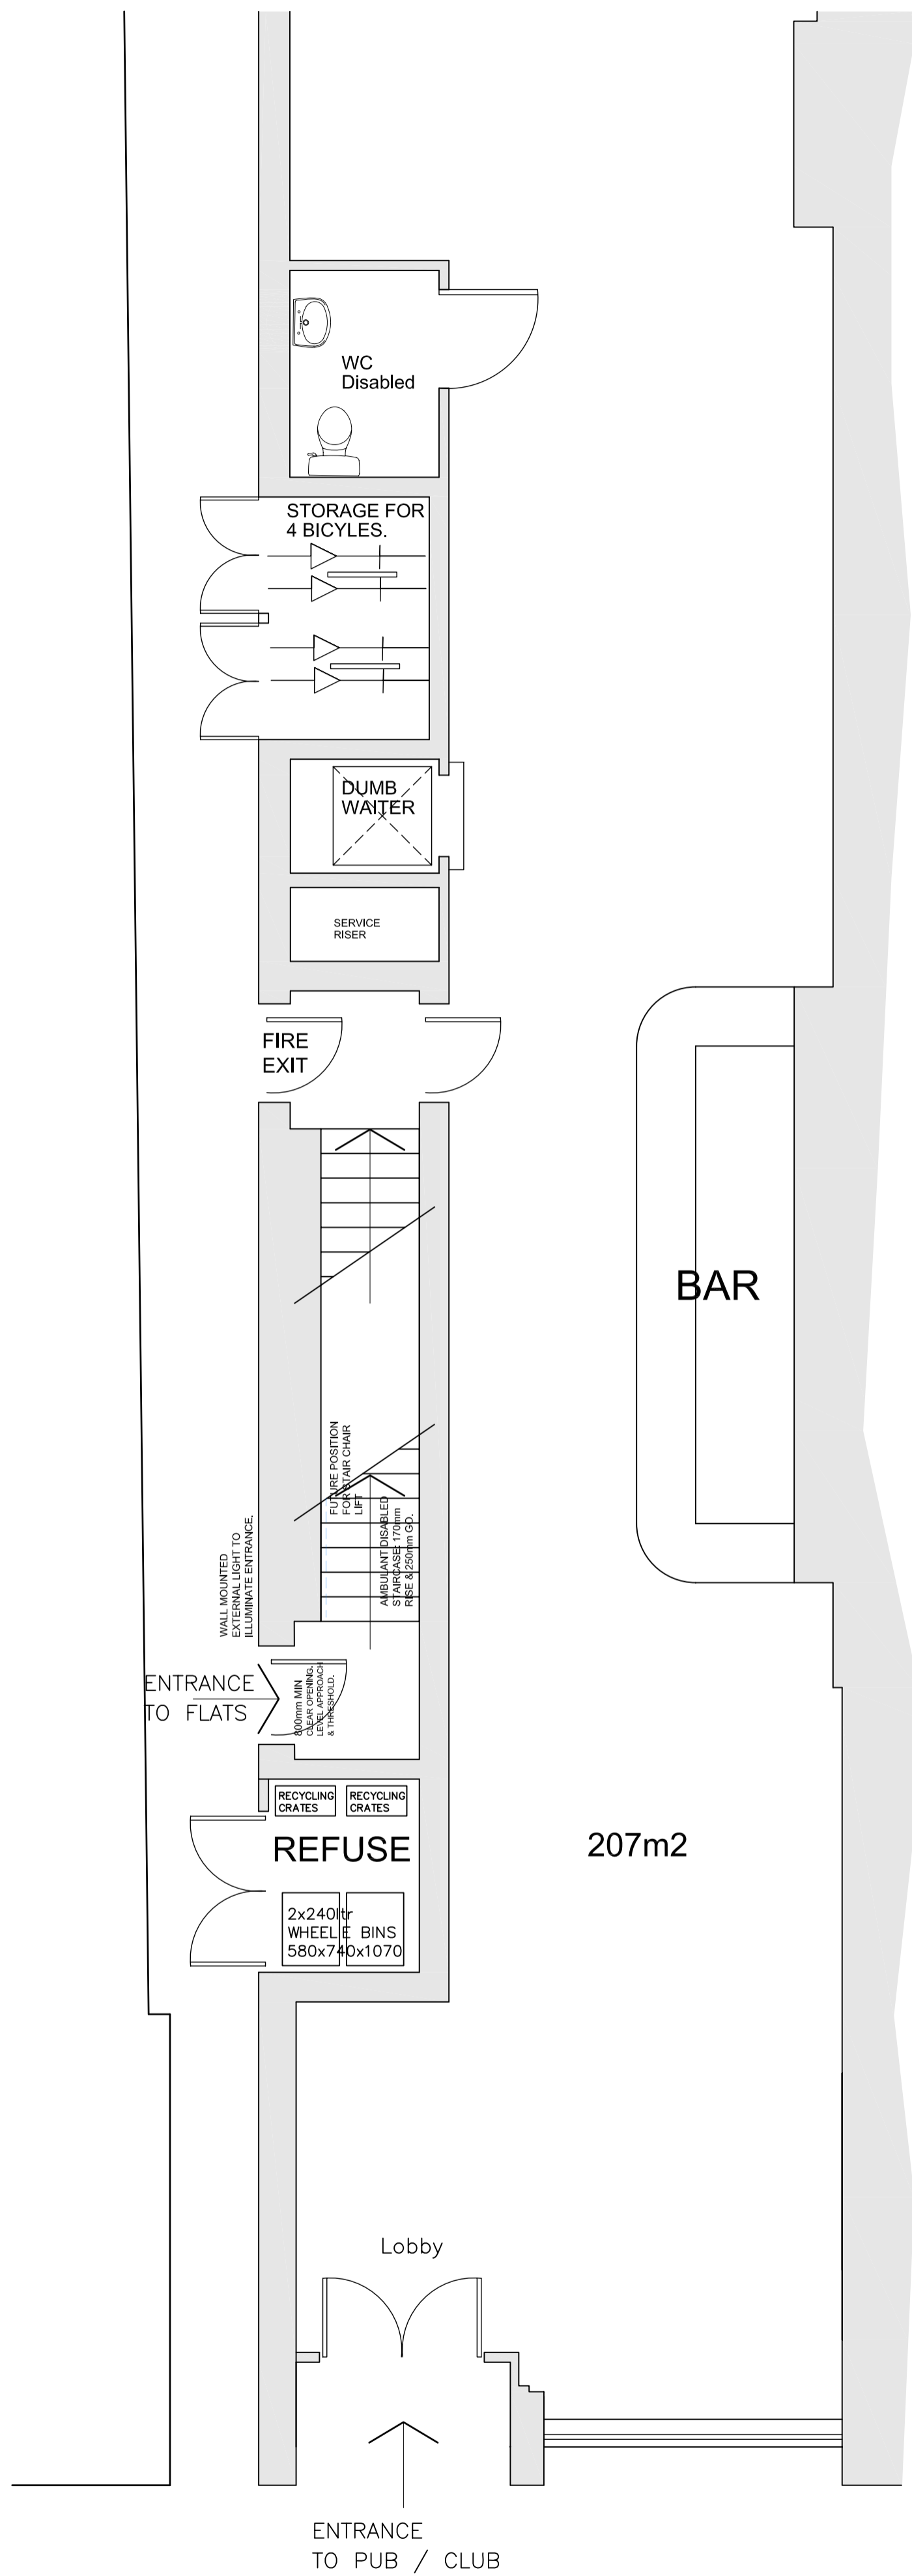 WC
Disabled
STORAGE FOR
4 BICYLES.
DUMB
WAITER
SERVICE
RISER
FIRE
EXIT
BAR
FUTURE POSITION
FOR STAIR CHAIR
LIFT
AMBULANT DISABLED
STAIRCASE: 170mm
RISE & 250mm GO.
WALL MOUNTED
EXTERNAL LIGHT TO
ILLUMINATE ENTRANCE.
ENTRANCE
TO FLATS
800mm MIN
CLEAR OPENING.
LEVEL APPROACH
& THRESHOLD.
RECYCLING
CRATES
RECYCLING
CRATES
REFUSE
207m2
2x240ltr
WHEELIE BINS
580x740x1070
Lobby
ENTRANCE
TO PUB / CLUB